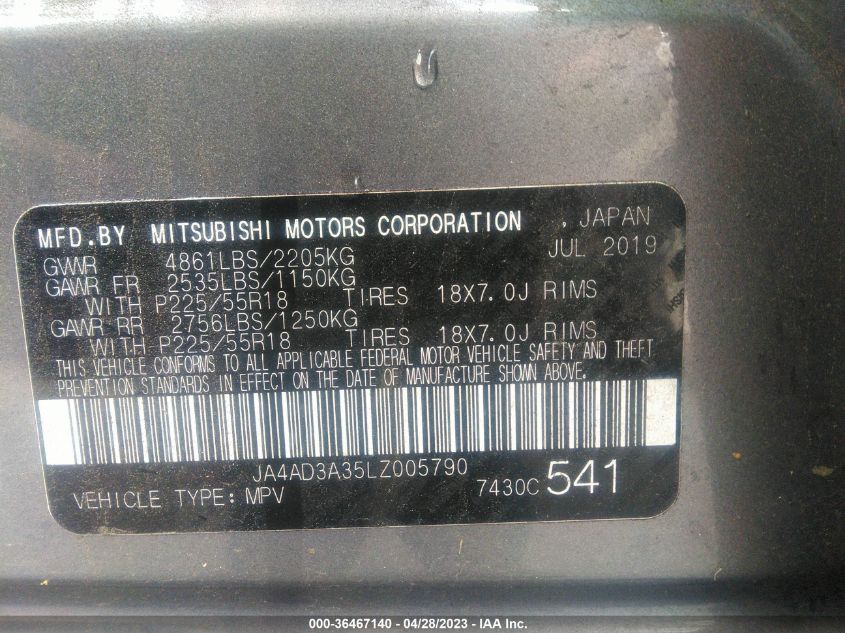 MFD.BY MITSUBISHI MOTORS CORPORATION , JAPAN
GVWR 4861LBS/2205KG JUL 2019
GAWR FR 2535LBS/1150KG
WITH P225/55R18 TIRES 18X7.0J RIMS
GAWR RR 2756LBS/1250KG
WITH P225/55R18 TIRES 18X7.0J RIMS
THIS VEHICLE CONFORMS TO ALL APPLICABLE FEDERAL MOTOR VEHICLE SAFETY AND THEFT
PREVENTION STANDARDS IN EFFECT ON THE DATE OF MANUFACTURE SHOWN ABOVE.
JA4AD3A35LZ005790
VEHICLE TYPE: MPV 7430C 541
000-36467140 - 04/28/2023 - IAA Inc.